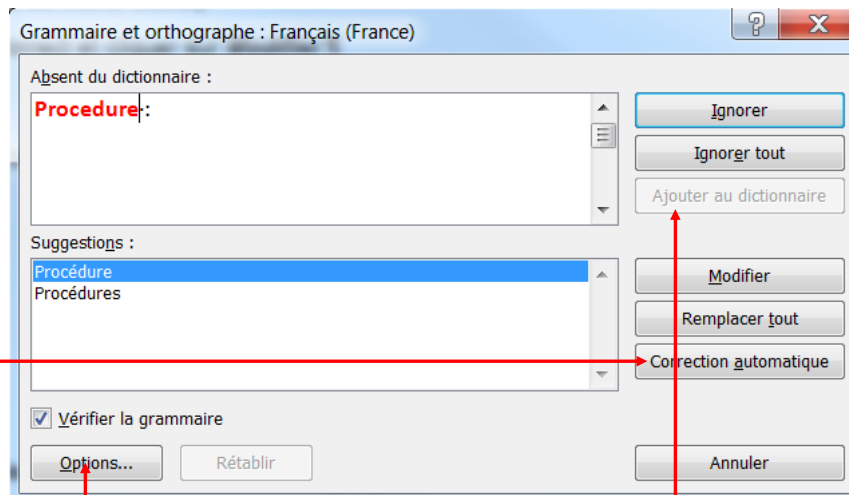 Grammaire et orthographe : Français (France)
Absent du dictionnaire :
Procedure :
Ignorer
Ignorer tout
Ajouter au dictionnaire
Suggestions :
Procédure
Procédures
Modifier
Remplacer tout
Correction automatique
Vérifier la grammaire
Options...
Rétablir
Annuler